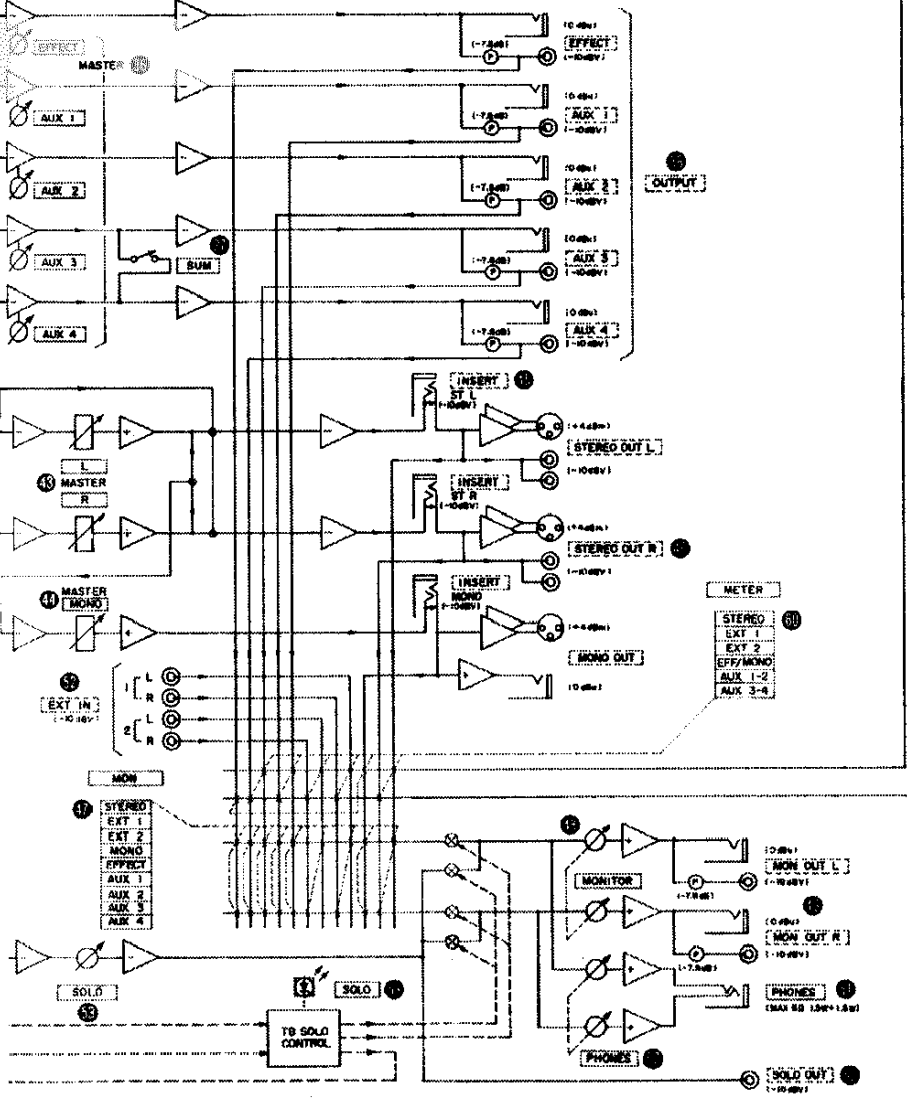 (0 dBu)
(-7.8dB)
P
EFFECT
(-10dBV)
EFFECT
MASTER
(0 dBu)
AUX 1
(-7.8dB)
P
AUX 1
(-10dBV)
(0 dBu)
AUX 2
(-7.8dB)
P
AUX 2
(-10dBV)
OUTPUT
(0 dBu)
AUX 3
SUM
(-7.8dB)
P
AUX 3
(-10dBV)
(0 dBu)
AUX 4
(-7.8dB)
P
AUX 4
(-10dBV)
INSERT
ST L
(-10dBV)
(+4dBm)
STEREO OUT L
(-10dBV)
L
43 MASTER
R
INSERT
ST R
(-10dBV)
(+4dBm)
STEREO OUT R
(-10dBV)
44 MASTER
MONO
INSERT
MONO
(-10dBV)
(+4dBm)
MONO OUT
(0 dBu)
METER
STEREO
EXT 1
EXT 2
EFF/MONO
AUX 1-2
AUX 3-4
EXT IN
(-10dBV)
1
L
R
2
L
R
MON
47
STEREO
EXT 1
EXT 2
MONO
EFFECT
AUX 1
AUX 2
AUX 3
AUX 4
(0 dBu)
MON OUT L
(-10dBV)
P
(-7.8dB)
MONITOR
(0 dBu)
MON OUT R
(-10dBV)
P
(-7.8dB)
PHONES
PHONES
SOLO
53
SOLO
TB SOLO
CONTROL
SOLO OUT
(-10dBV)